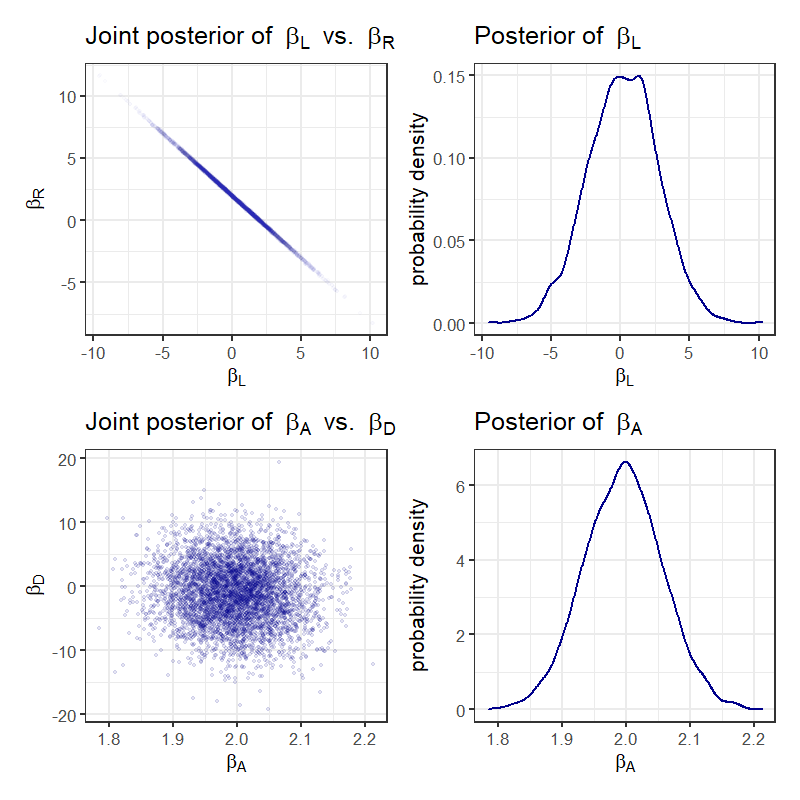 Joint posterior of βL vs. βR
10
5
0
-5
βR
-10 -5 0 5 10
βL
Posterior of βL
0.15
0.10
0.05
0.00
probability density
-10 -5 0 5 10
βL
Joint posterior of βA vs. βD
20
10
0
-10
-20
βD
1.8 1.9 2.0 2.1 2.2
βA
Posterior of βA
6
4
2
0
probability density
1.8 1.9 2.0 2.1 2.2
βA